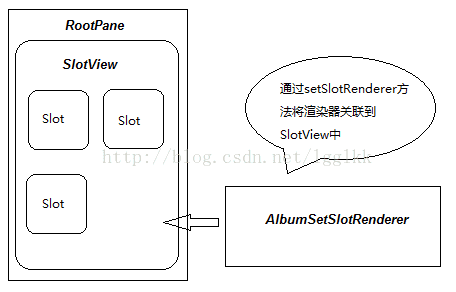 RootPane
SlotView
Slot
Slot
Slot
通过setSlotRenderer方
法将渲染器关联到
SlotView中
http://blog.csdn.net/lgglkk
AlbumSetSlotRenderer